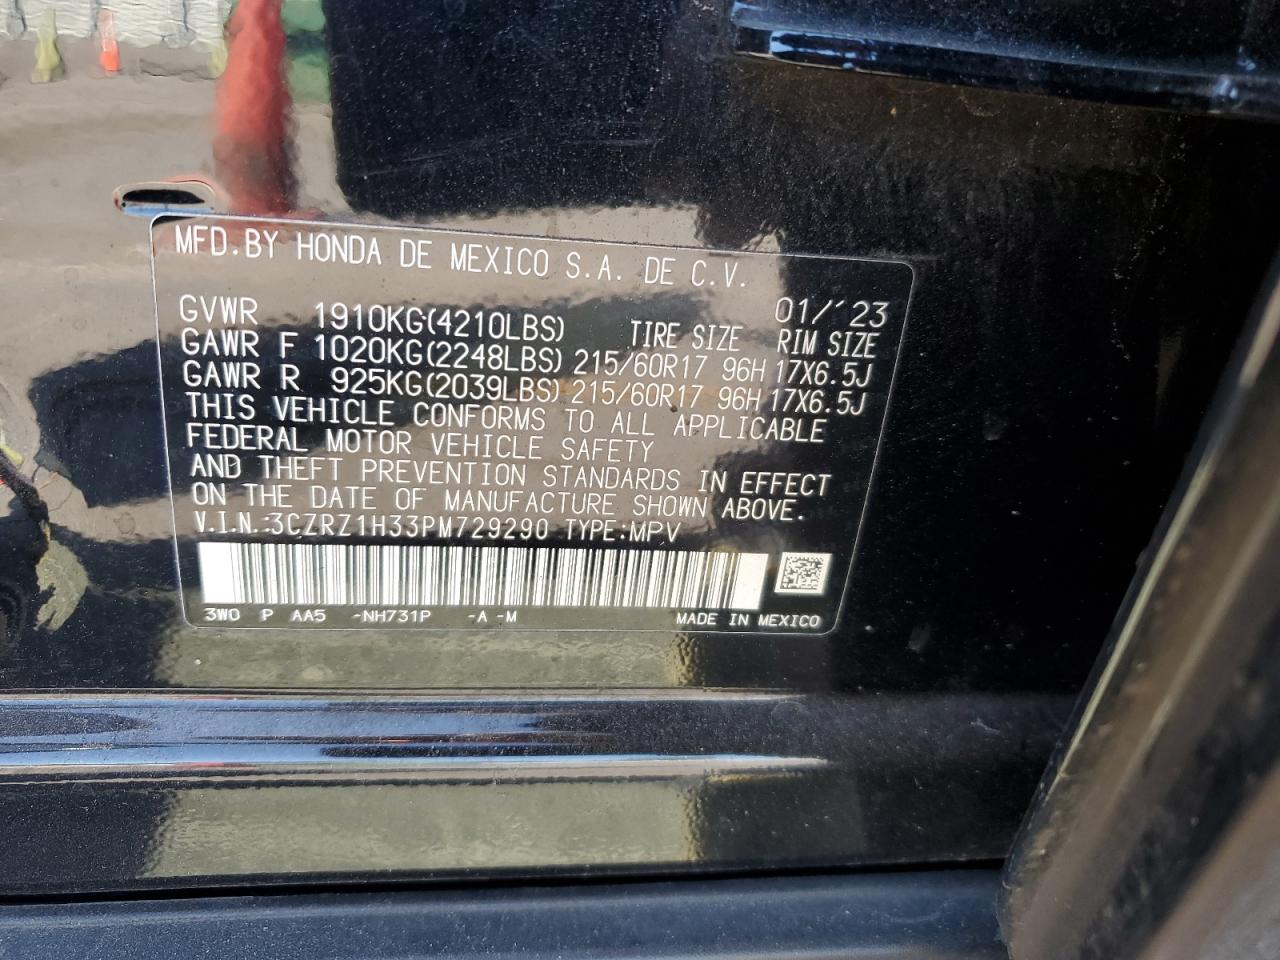 MFD.BY HONDA DE MEXICO S.A. DE C.V.
01/'23
GVWR 1910KG(4210LBS) TIRE SIZE RIM SIZE
GAWR F 1020KG(2248LBS) 215/60R17 96H 17X6.5J
GAWR R 925KG(2039LBS) 215/60R17 96H 17X6.5J
THIS VEHICLE CONFORMS TO ALL APPLICABLE
FEDERAL MOTOR VEHICLE SAFETY
AND THEFT PREVENTION STANDARDS IN EFFECT
ON THE DATE OF MANUFACTURE SHOWN ABOVE.
V.I.N.:3CZRZ1H33PM729290 TYPE:MPV
3W0 P AA5 -NH731P -A -M MADE IN MEXICO